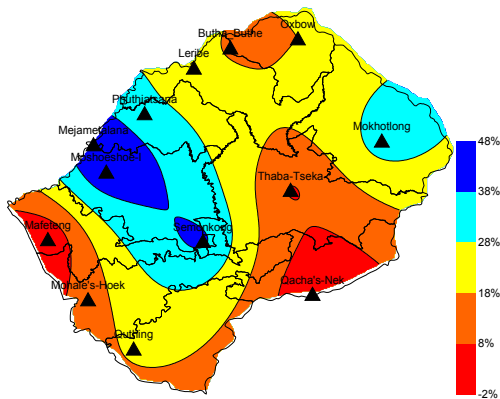 Oxbow
Butha-Buthe
Leribe
Phuthiatsana
Mokhotlong
Mejametalana
Moshoeshoe-I
Thaba-Tseka
Mafeteng
Semonkong
Qacha's-Nek
Mohale's-Hoek
Quthing
48%
38%
28%
18%
8%
-2%